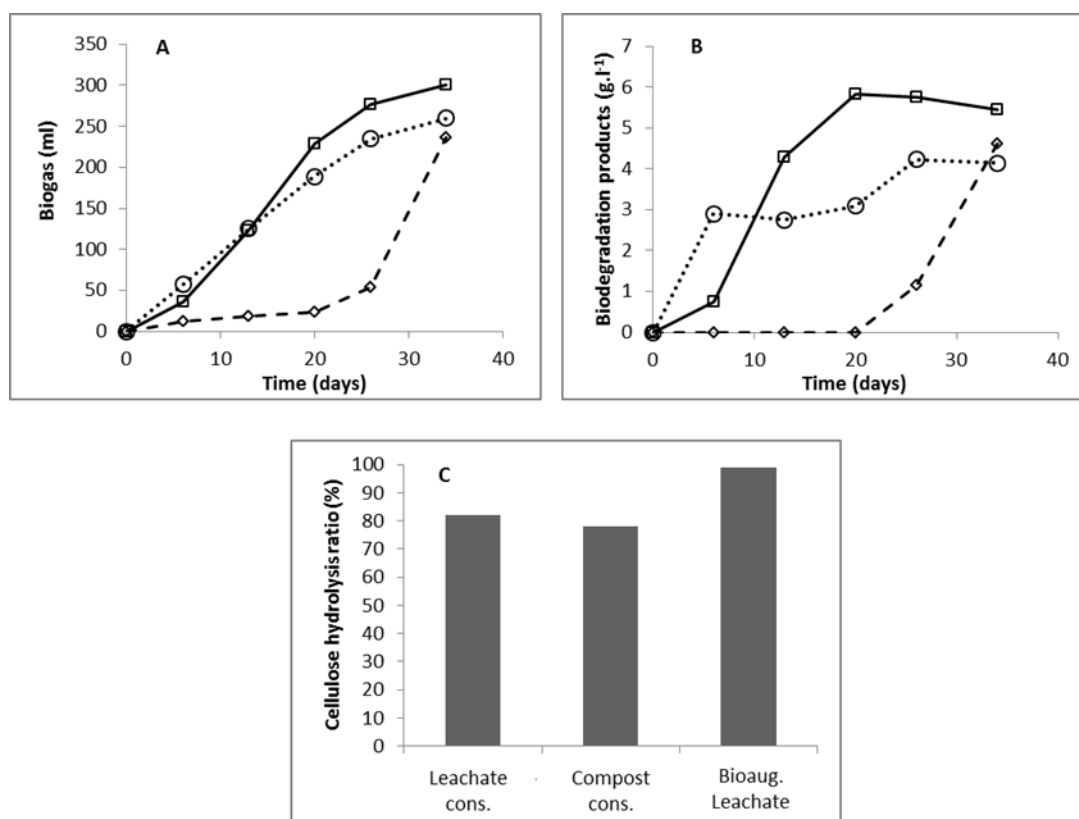 A
Biogas (ml)
350
300
250
200
150
100
50
0
0 10 20 30 40
Time (days)
B
Biodegradation products (g.l-1)
7
6
5
4
3
2
1
0
0 10 20 30 40
Time (days)
C
Cellulose hydrolysis ratio (%)
100
90
80
70
60
50
40
30
20
10
0
Leachate
cons.
Compost
cons.
Bioaug.
Leachate